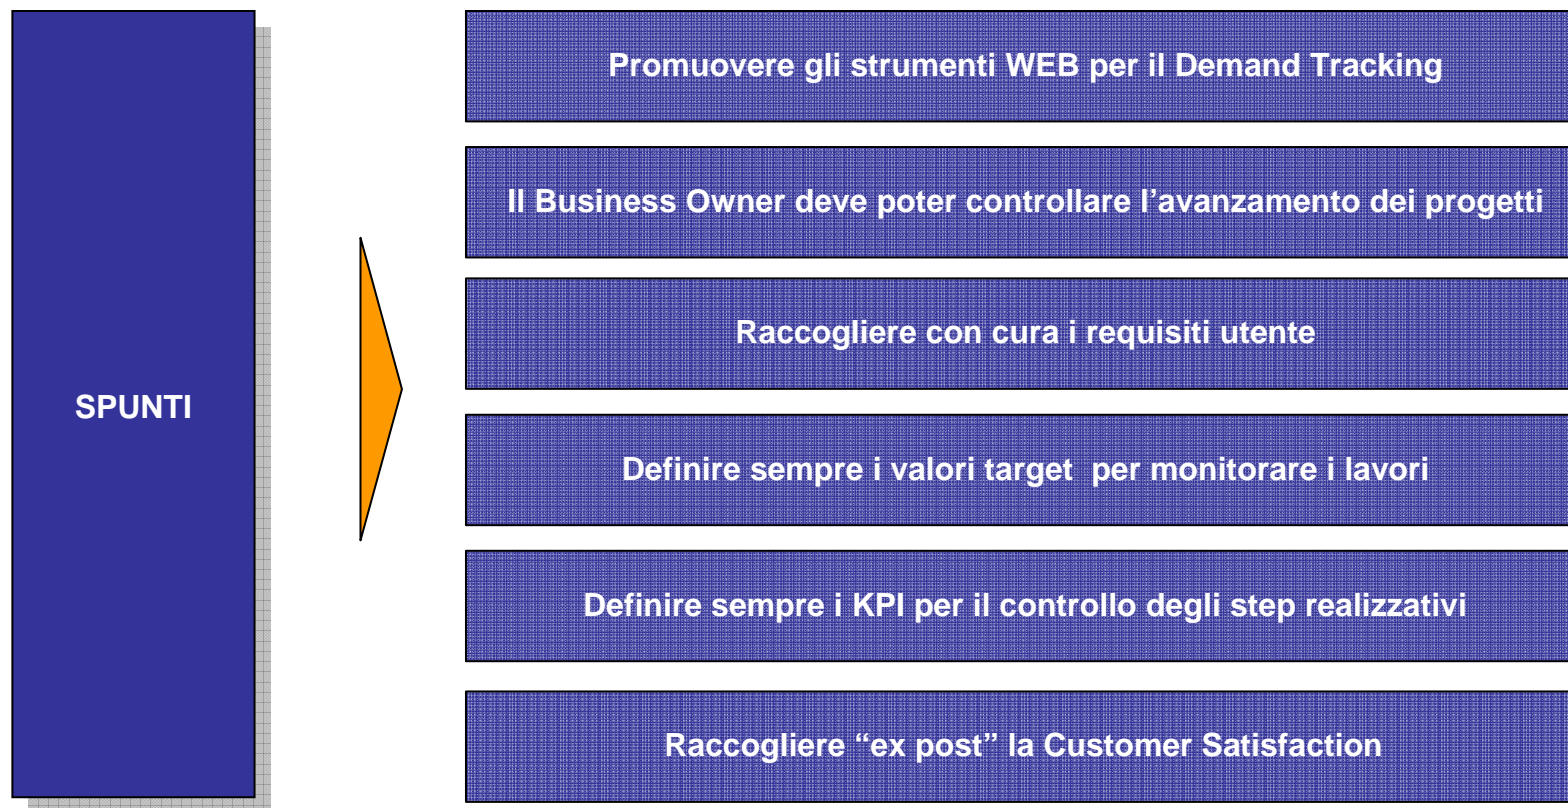 SPUNTI
Promuovere gli strumenti WEB per il Demand Tracking
Il Business Owner deve poter controllare l’avanzamento dei progetti
Raccogliere con cura i requisiti utente
Definire sempre i valori target  per monitorare i lavori
Definire sempre i KPI per il controllo degli step realizzativi
Raccogliere “ex post” la Customer Satisfaction